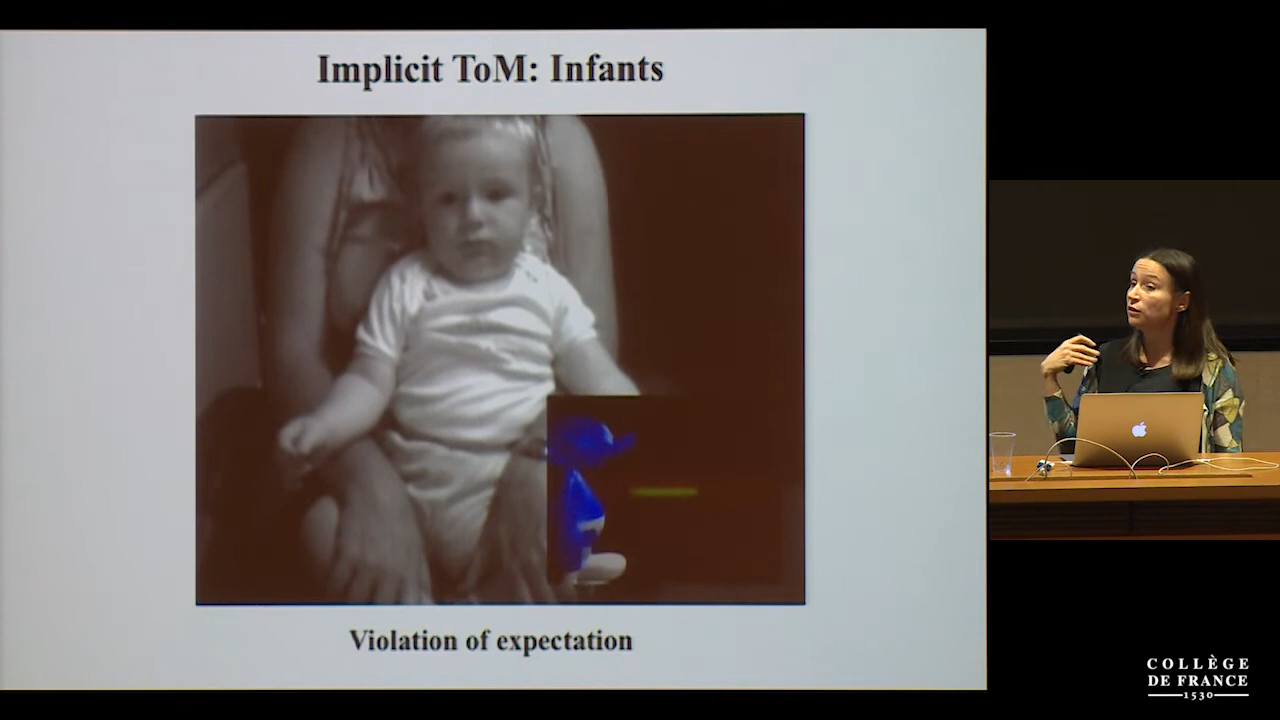 Implicit ToM: Infants
Violation of expectation
COLLÈGE
DE FRANCE
1530